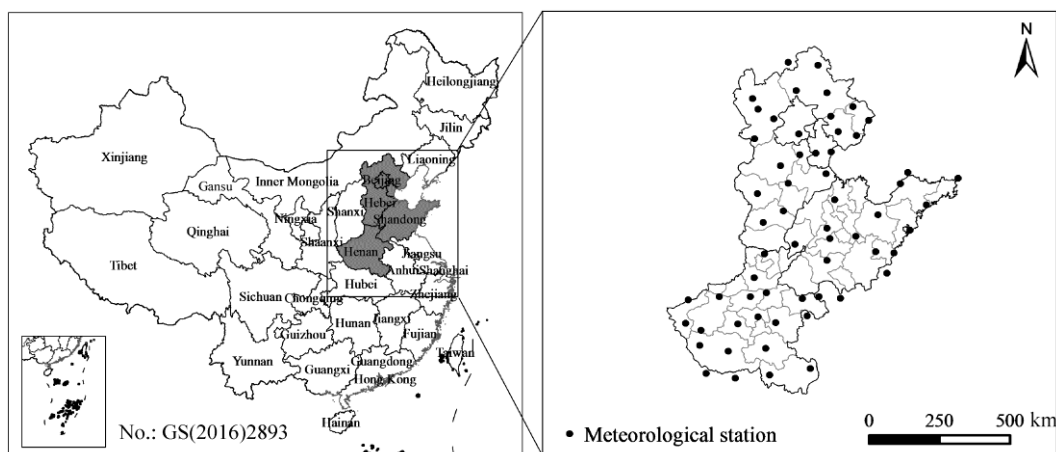 Heilongjiang
Jilin
Liaoning
Xinjiang
Gansu
Inner Mongolia
Beijing
Heber
Shanxi
Shandong
Ningxia
Qinghai
Shaanxi
Henan
Jiangsu
Tibet
Anhui
Shanghai
Hubei
Sichuan
Chongqing
Zhejiang
Hunan
Jiangxi
Guizhou
Fujian
Yunnan
Guangxi
Guangdong
Taiwan
Hong Kong
Hainan
No.: GS(2016)2893
N
Meteorological station
0 250 500 km